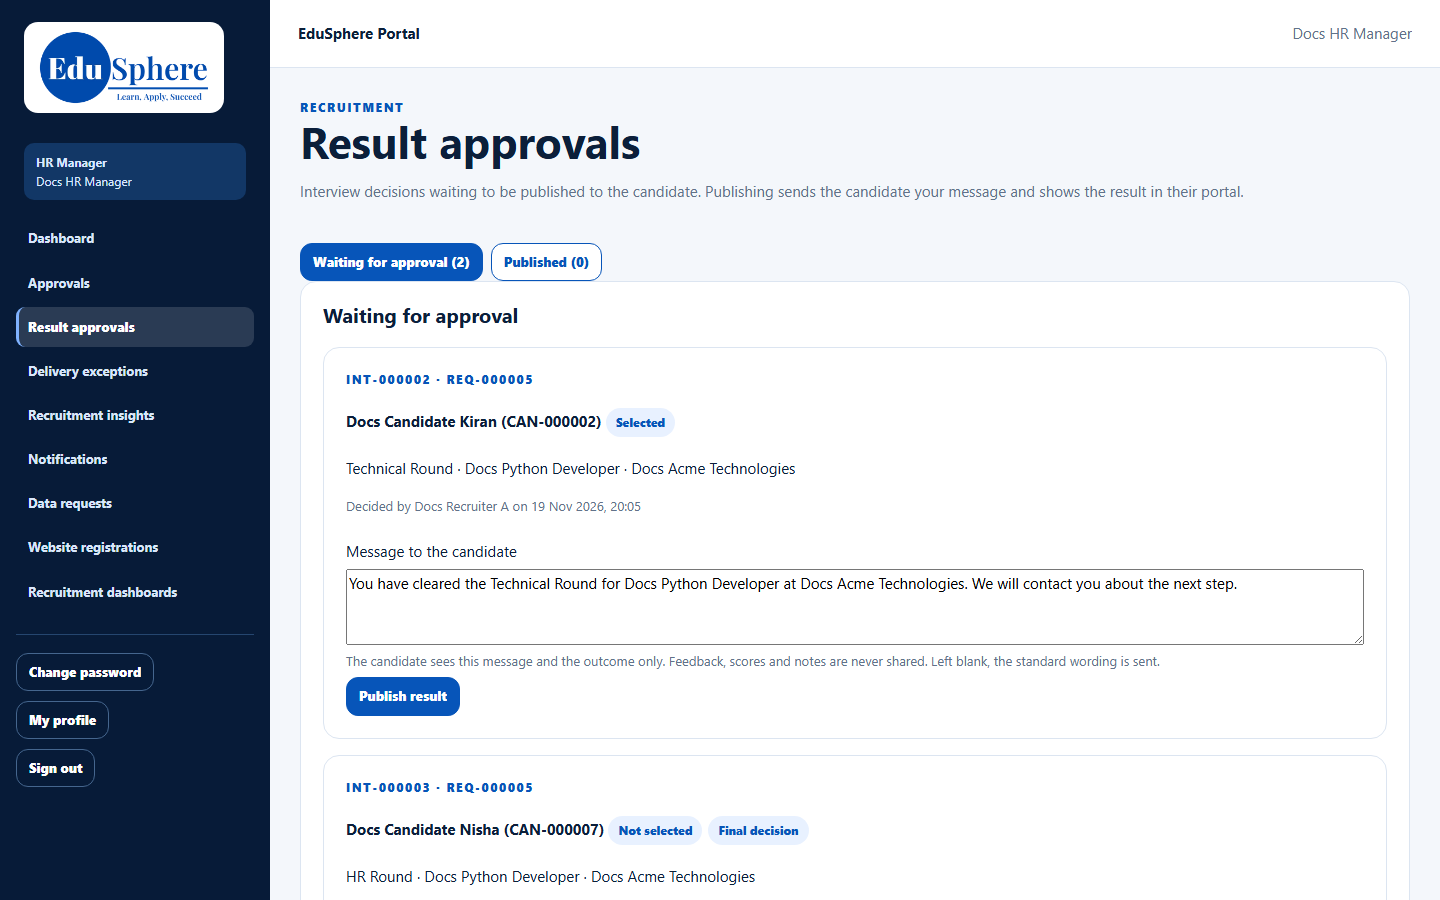 EduSphere
Learn. Apply, Succeed
HR Manager
Docs HR Manager
Dashboard
Approvals
Result approvals
Delivery exceptions
Recruitment insights
Notifications
Data requests
Website registrations
Recruitment dashboards
Change password
My profile
Sign out
EduSphere Portal
Docs HR Manager
RECRUITMENT
Result approvals
Interview decisions waiting to be published to the candidate. Publishing sends the candidate your message and shows the result in their portal.
Waiting for approval (2)
Published (0)
Waiting for approval
INT-000002 · REQ-000005
Docs Candidate Kiran (CAN-000002) Selected
Technical Round · Docs Python Developer · Docs Acme Technologies
Decided by Docs Recruiter A on 19 Nov 2026, 20:05
Message to the candidate
You have cleared the Technical Round for Docs Python Developer at Docs Acme Technologies. We will contact you about the next step.
The candidate sees this message and the outcome only. Feedback, scores and notes are never shared. Left blank, the standard wording is sent.
Publish result
INT-000003 · REQ-000005
Docs Candidate Nisha (CAN-000007) Not selected Final decision
HR Round · Docs Python Developer · Docs Acme Technologies